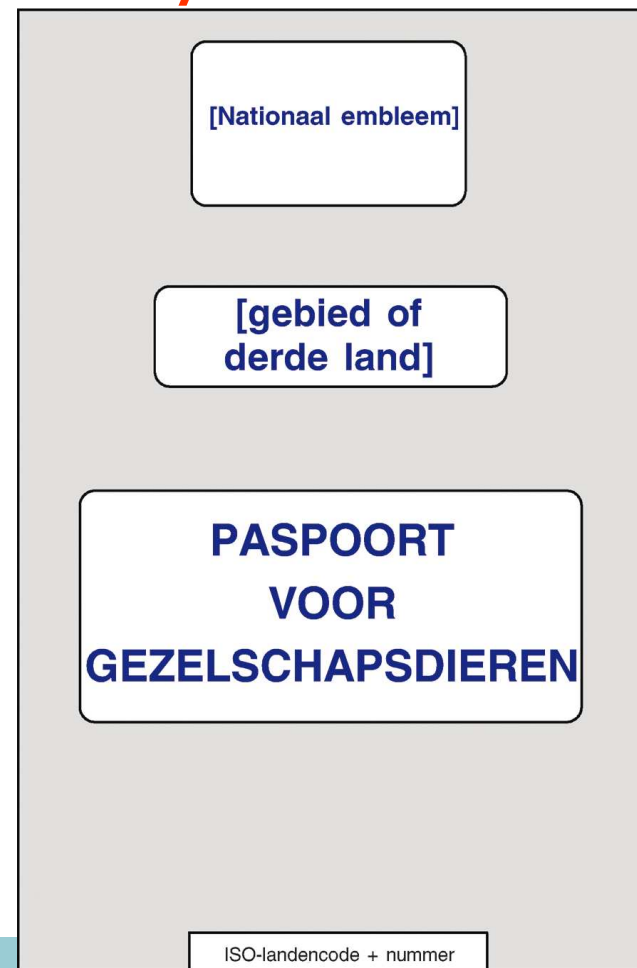 [Nationaal embleem]
[gebied of
derde land]
PASPOORT
VOOR
GEZELSCHAPSDIEREN
ISO-landencode + nummer